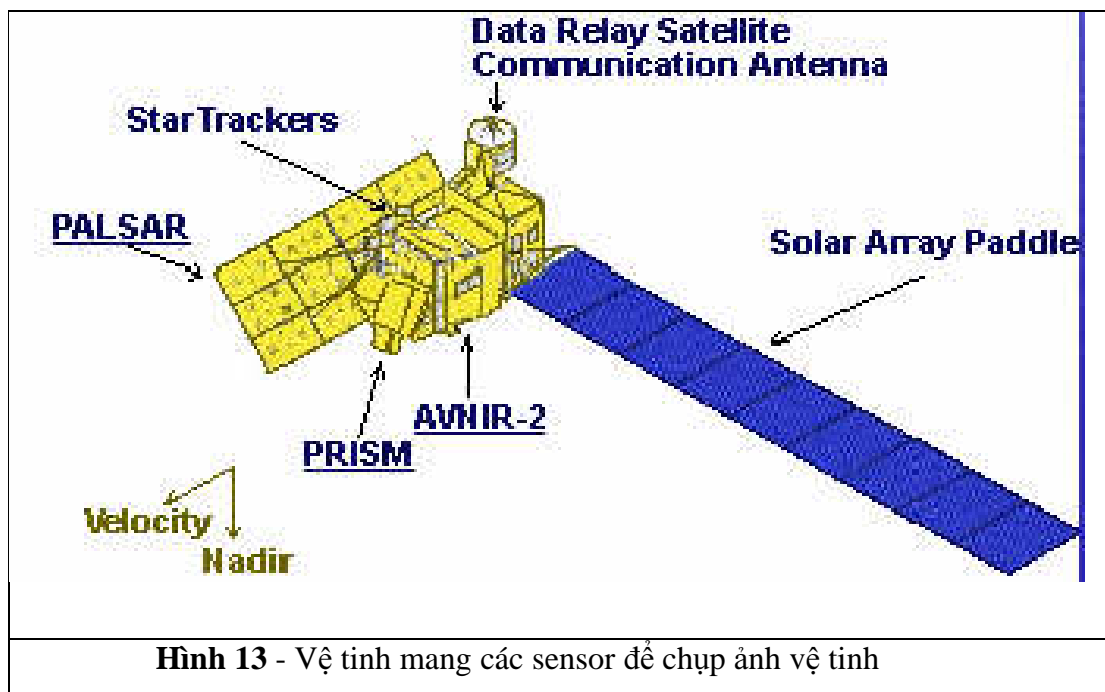 Data Relay Satellite
Communication Antenna
StarTrackers
PALSAR
Solar Array Paddle
AVNIR-2
PRISM
Velocity
Nadir
Hình 13 - Vệ tinh mang các sensor để chụp ảnh vệ tinh